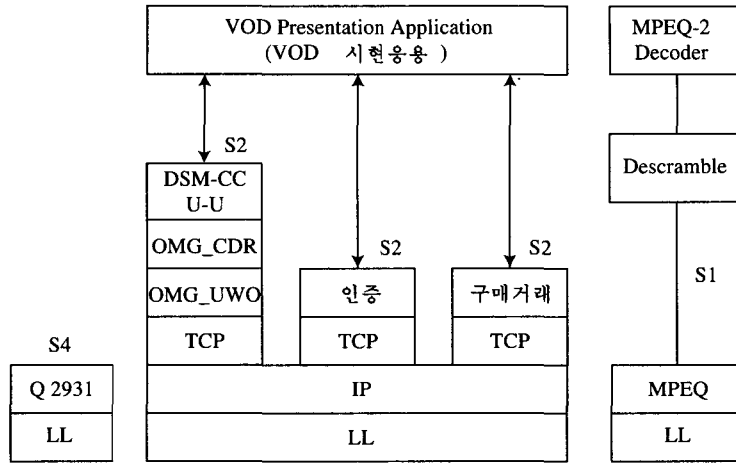 VOD Presentation Application
(VOD 시현응용 )
MPEQ-2
Decoder
S2
DSM-CC
U-U
Descramble
OMG_CDR
S2
S2
S1
OMG_UWO
인증
구매거래
S4
TCP
TCP
TCP
Q 2931
IP
MPEQ
LL
LL
LL